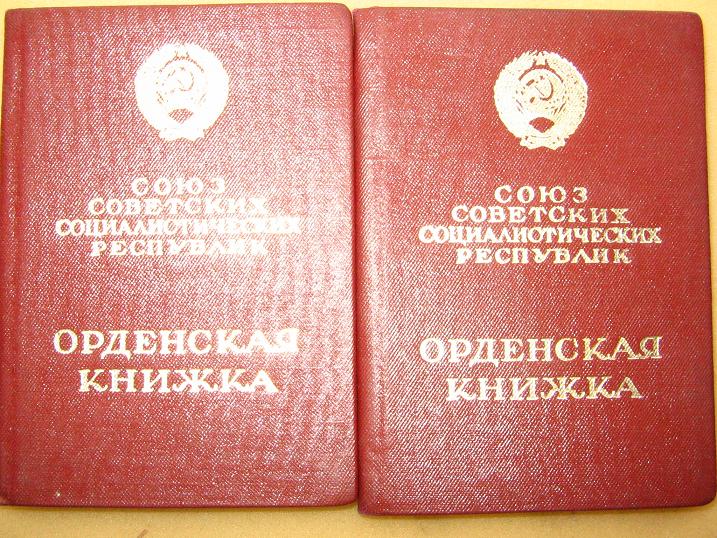 СОЮЗ
СОВЕТСКИХ
СОЦИАЛИСТИЧЕСКИХ
РЕСПУБЛИК
ОРДЕНСКАЯ
КНИЖКА
СОЮЗ
СОВЕТСКИХ
СОЦИАЛИСТИЧЕСКИХ
РЕСПУБЛИК
ОРДЕНСКАЯ
КНИЖКА